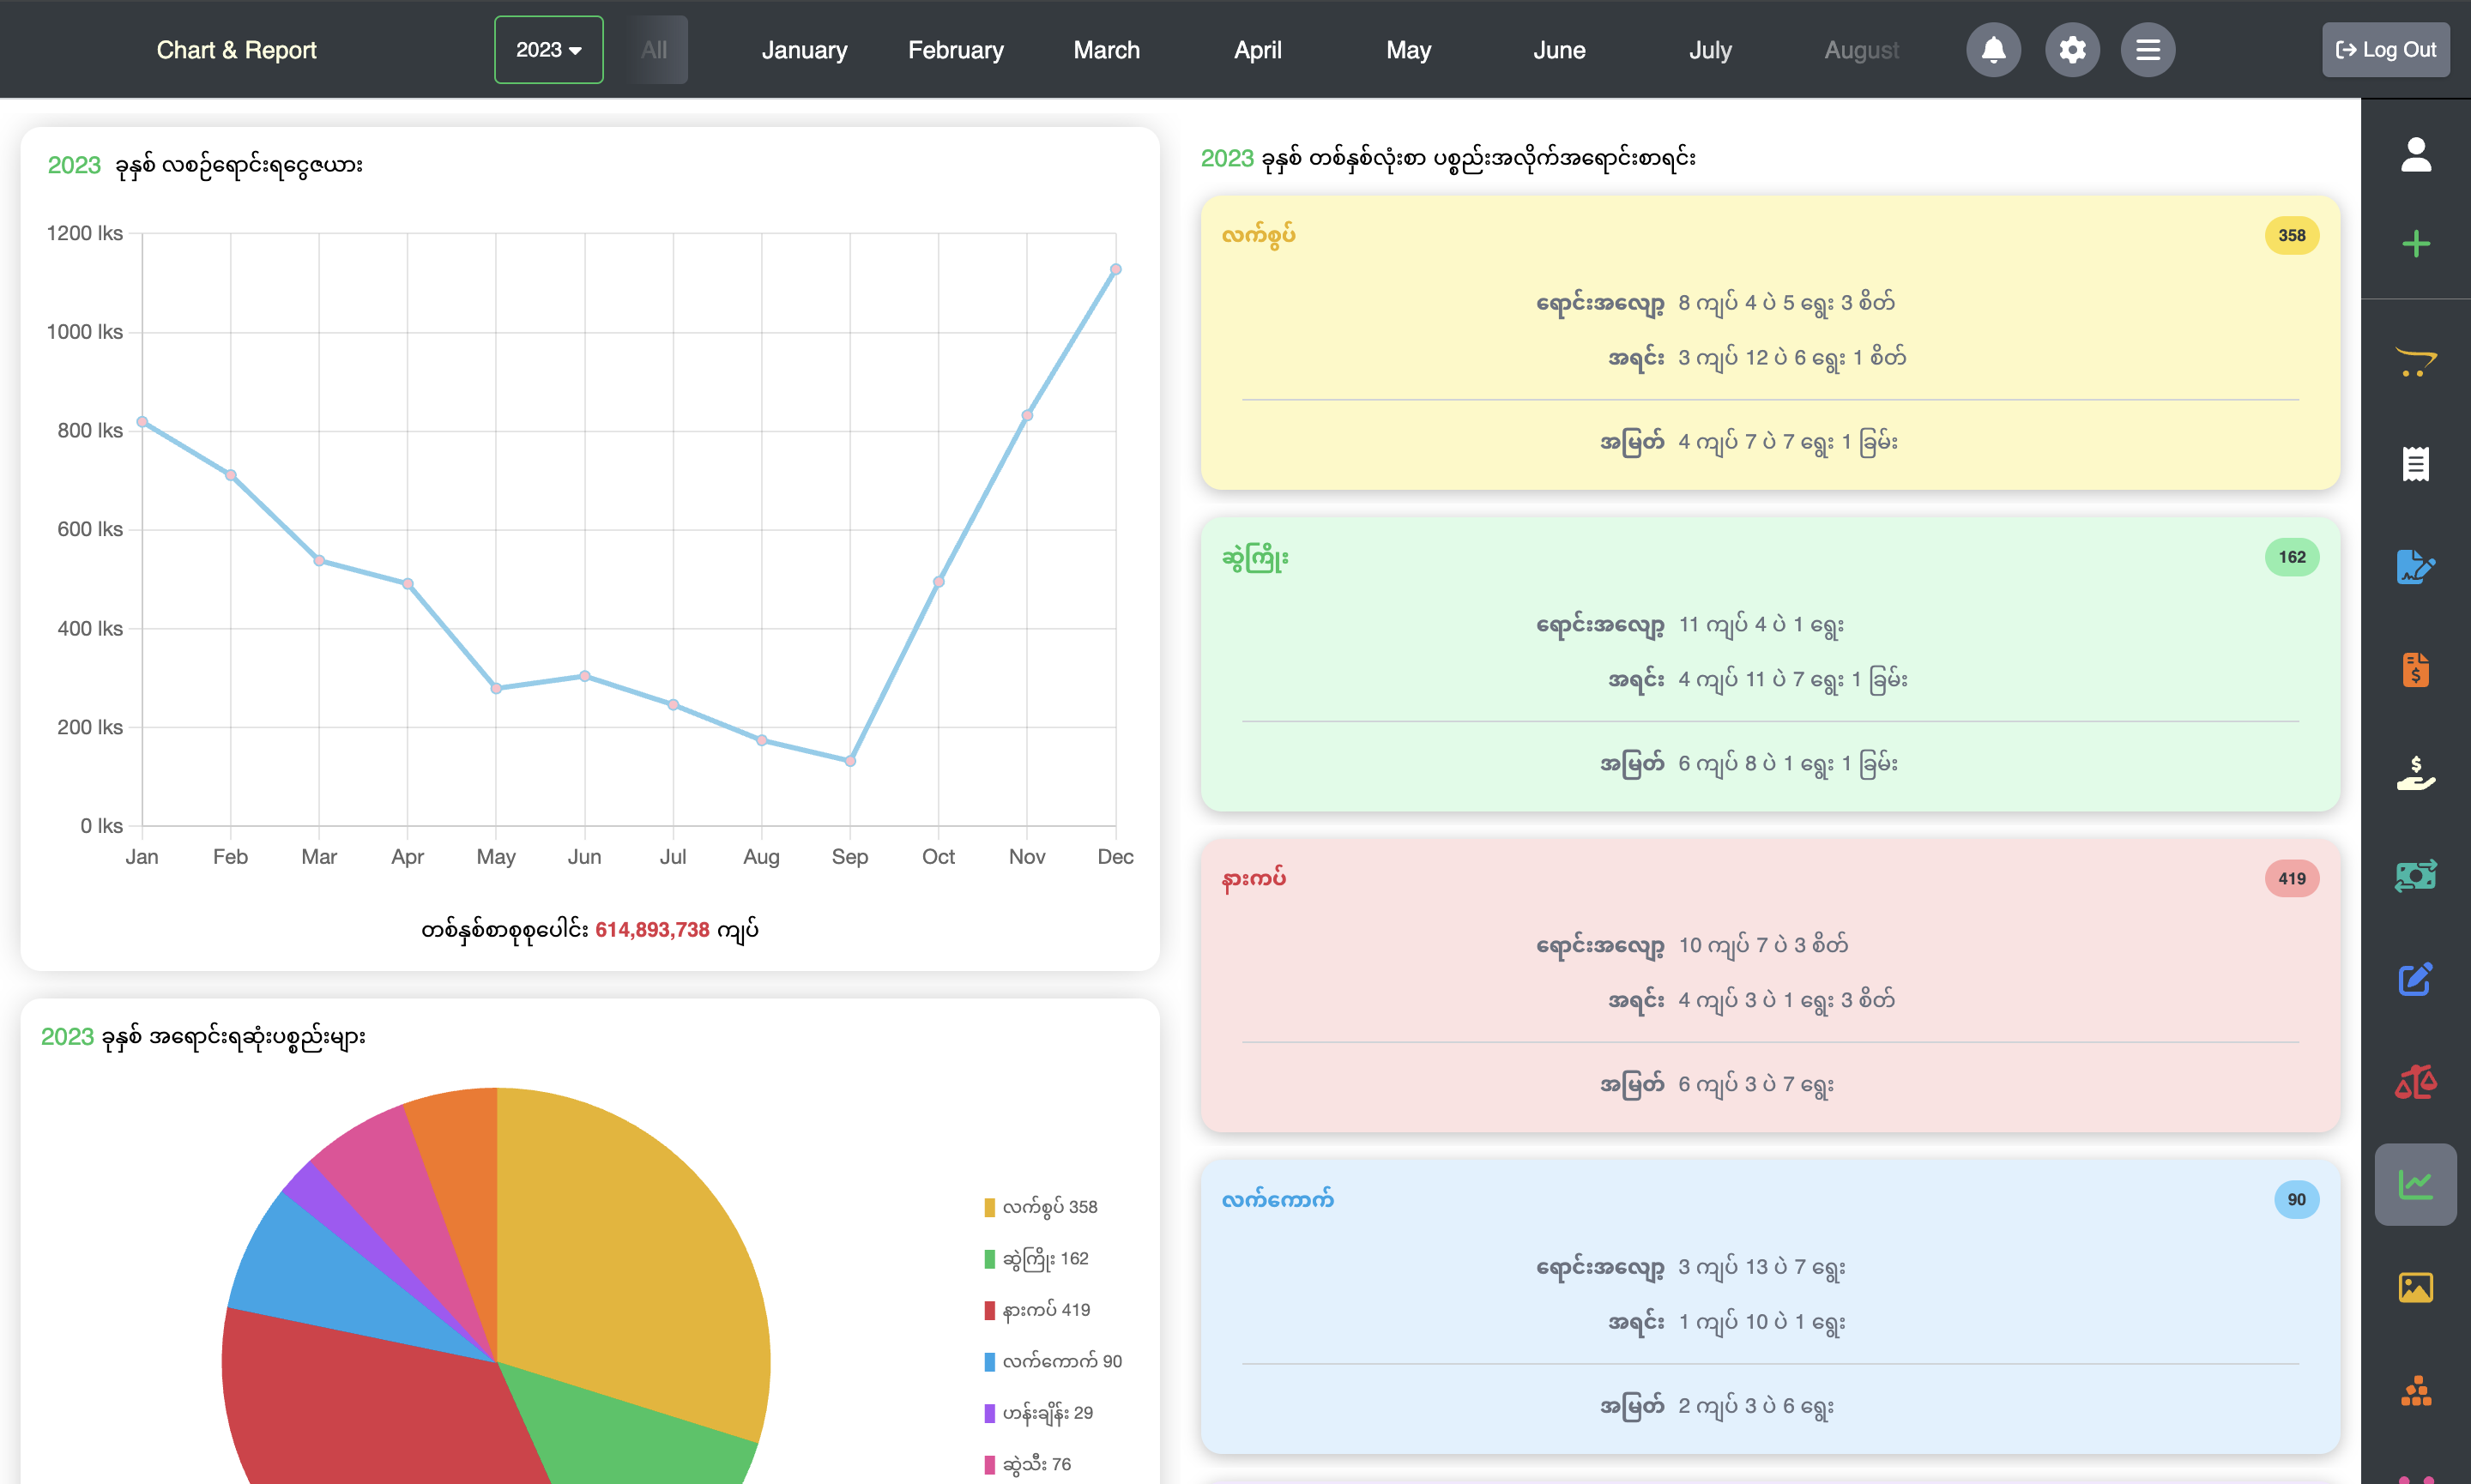 Chart & Report
2023
All
January
February
March
April
May
June
July
August
Log Out
2023 ခုနှစ် လစဉ်ရောင်းရငွေဇယား
1200 lks
1000 lks
800 lks
600 lks
400 lks
200 lks
0 lks
Jan Feb Mar Apr May Jun Jul Aug Sep Oct Nov Dec
တစ်နှစ်စာစုစုပေါင်း 614,893,738 ကျပ်
2023 ခုနှစ် အရောင်းရဆုံးပစ္စည်းများ
လက်စွပ် 358
ဆွဲကြိုး 162
နားကပ် 419
လက်ကောက် 90
ဟန်းချိန်း 29
ဆွဲသီး 76
2023 ခုနှစ် တစ်နှစ်လုံးစာ ပစ္စည်းအလိုက်အရောင်းစာရင်း
လက်စွပ် 358
ရောင်းအလျော့ 8 ကျပ် 4 ပဲ 5 ရွေး 3 စိတ်
အရင်း 3 ကျပ် 12 ပဲ 6 ရွေး 1 စိတ်
အမြတ် 4 ကျပ် 7 ပဲ 7 ရွေး 1 ခြမ်း
ဆွဲကြိုး 162
ရောင်းအလျော့ 11 ကျပ် 4 ပဲ 1 ရွေး
အရင်း 4 ကျပ် 11 ပဲ 7 ရွေး 1 ခြမ်း
အမြတ် 6 ကျပ် 8 ပဲ 1 ရွေး 1 ခြမ်း
နားကပ် 419
ရောင်းအလျော့ 10 ကျပ် 7 ပဲ 3 စိတ်
အရင်း 4 ကျပ် 3 ပဲ 1 ရွေး 3 စိတ်
အမြတ် 6 ကျပ် 3 ပဲ 7 ရွေး
လက်ကောက် 90
ရောင်းအလျော့ 3 ကျပ် 13 ပဲ 7 ရွေး
အရင်း 1 ကျပ် 10 ပဲ 1 ရွေး
အမြတ် 2 ကျပ် 3 ပဲ 6 ရွေး